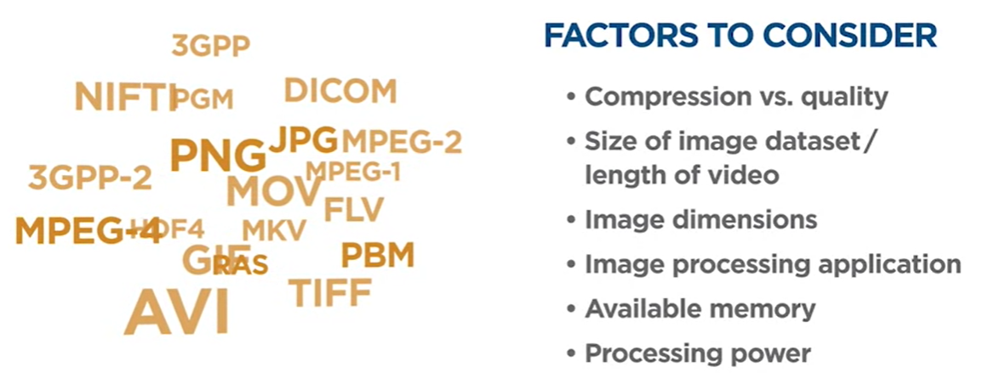 3GPP
NIFTI
PGM
DICOM
PNG
JPG
MPEG-2
3GPP-2
MPEG-1
MOV
FLV
MPEG-4
HDF4
MKV
GIF
RAS
PBM
TIFF
AVI
FACTORS TO CONSIDER
• Compression vs. quality
• Size of image dataset/
length of video
• Image dimensions
• Image processing application
• Available memory
• Processing power